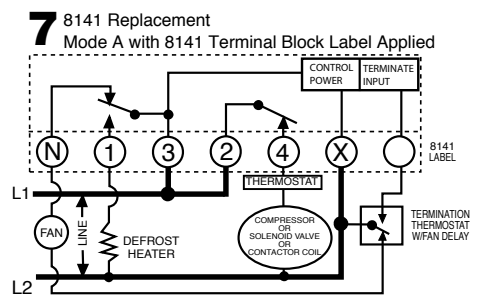 7 8141 Replacement
Mode A with 8141 Terminal Block Label Applied
CONTROL
POWER
TERMINATE
INPUT
N
1
3
2
4
X
8141
LABEL
L1
THERMOSTAT
FAN
LINE
DEFROST
HEATER
COMPRESSOR
OR
SOLENOID VALVE
OR
CONTACTOR COIL
TERMINATION
THERMOSTAT
W/FAN DELAY
L2